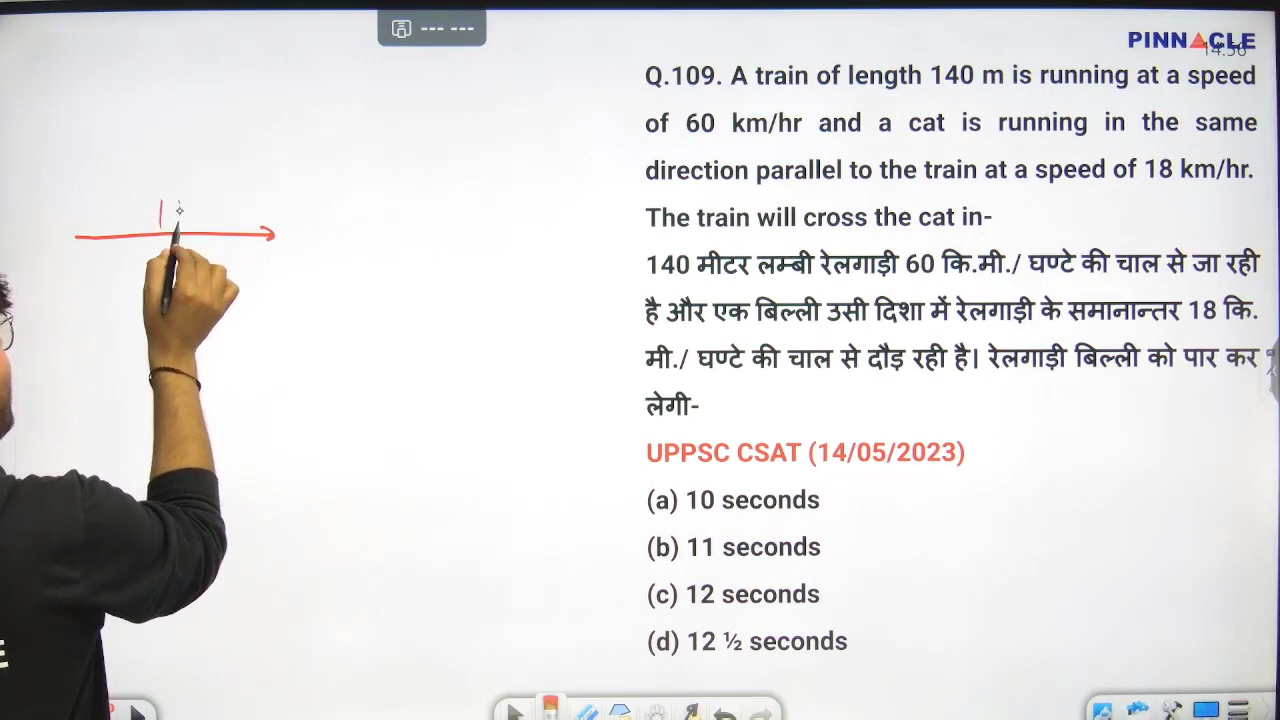 PINNACLE
14:56
Q.109. A train of length 140 m is running at a speed
of 60 km/hr and a cat is running in the same
direction parallel to the train at a speed of 18 km/hr.
The train will cross the cat in-
140 मीटर लम्बी रेलगाड़ी 60 कि.मी./ घण्टे की चाल से जा रही
है और एक बिल्ली उसी दिशा में रेलगाड़ी के समानान्तर 18 कि.
मी./ घण्टे की चाल से दौड़ रही है। रेलगाड़ी बिल्ली को पार कर
लेगी-
UPPSC CSAT (14/05/2023)
(a) 10 seconds
(b) 11 seconds
(c) 12 seconds
(d) 12 ½ seconds